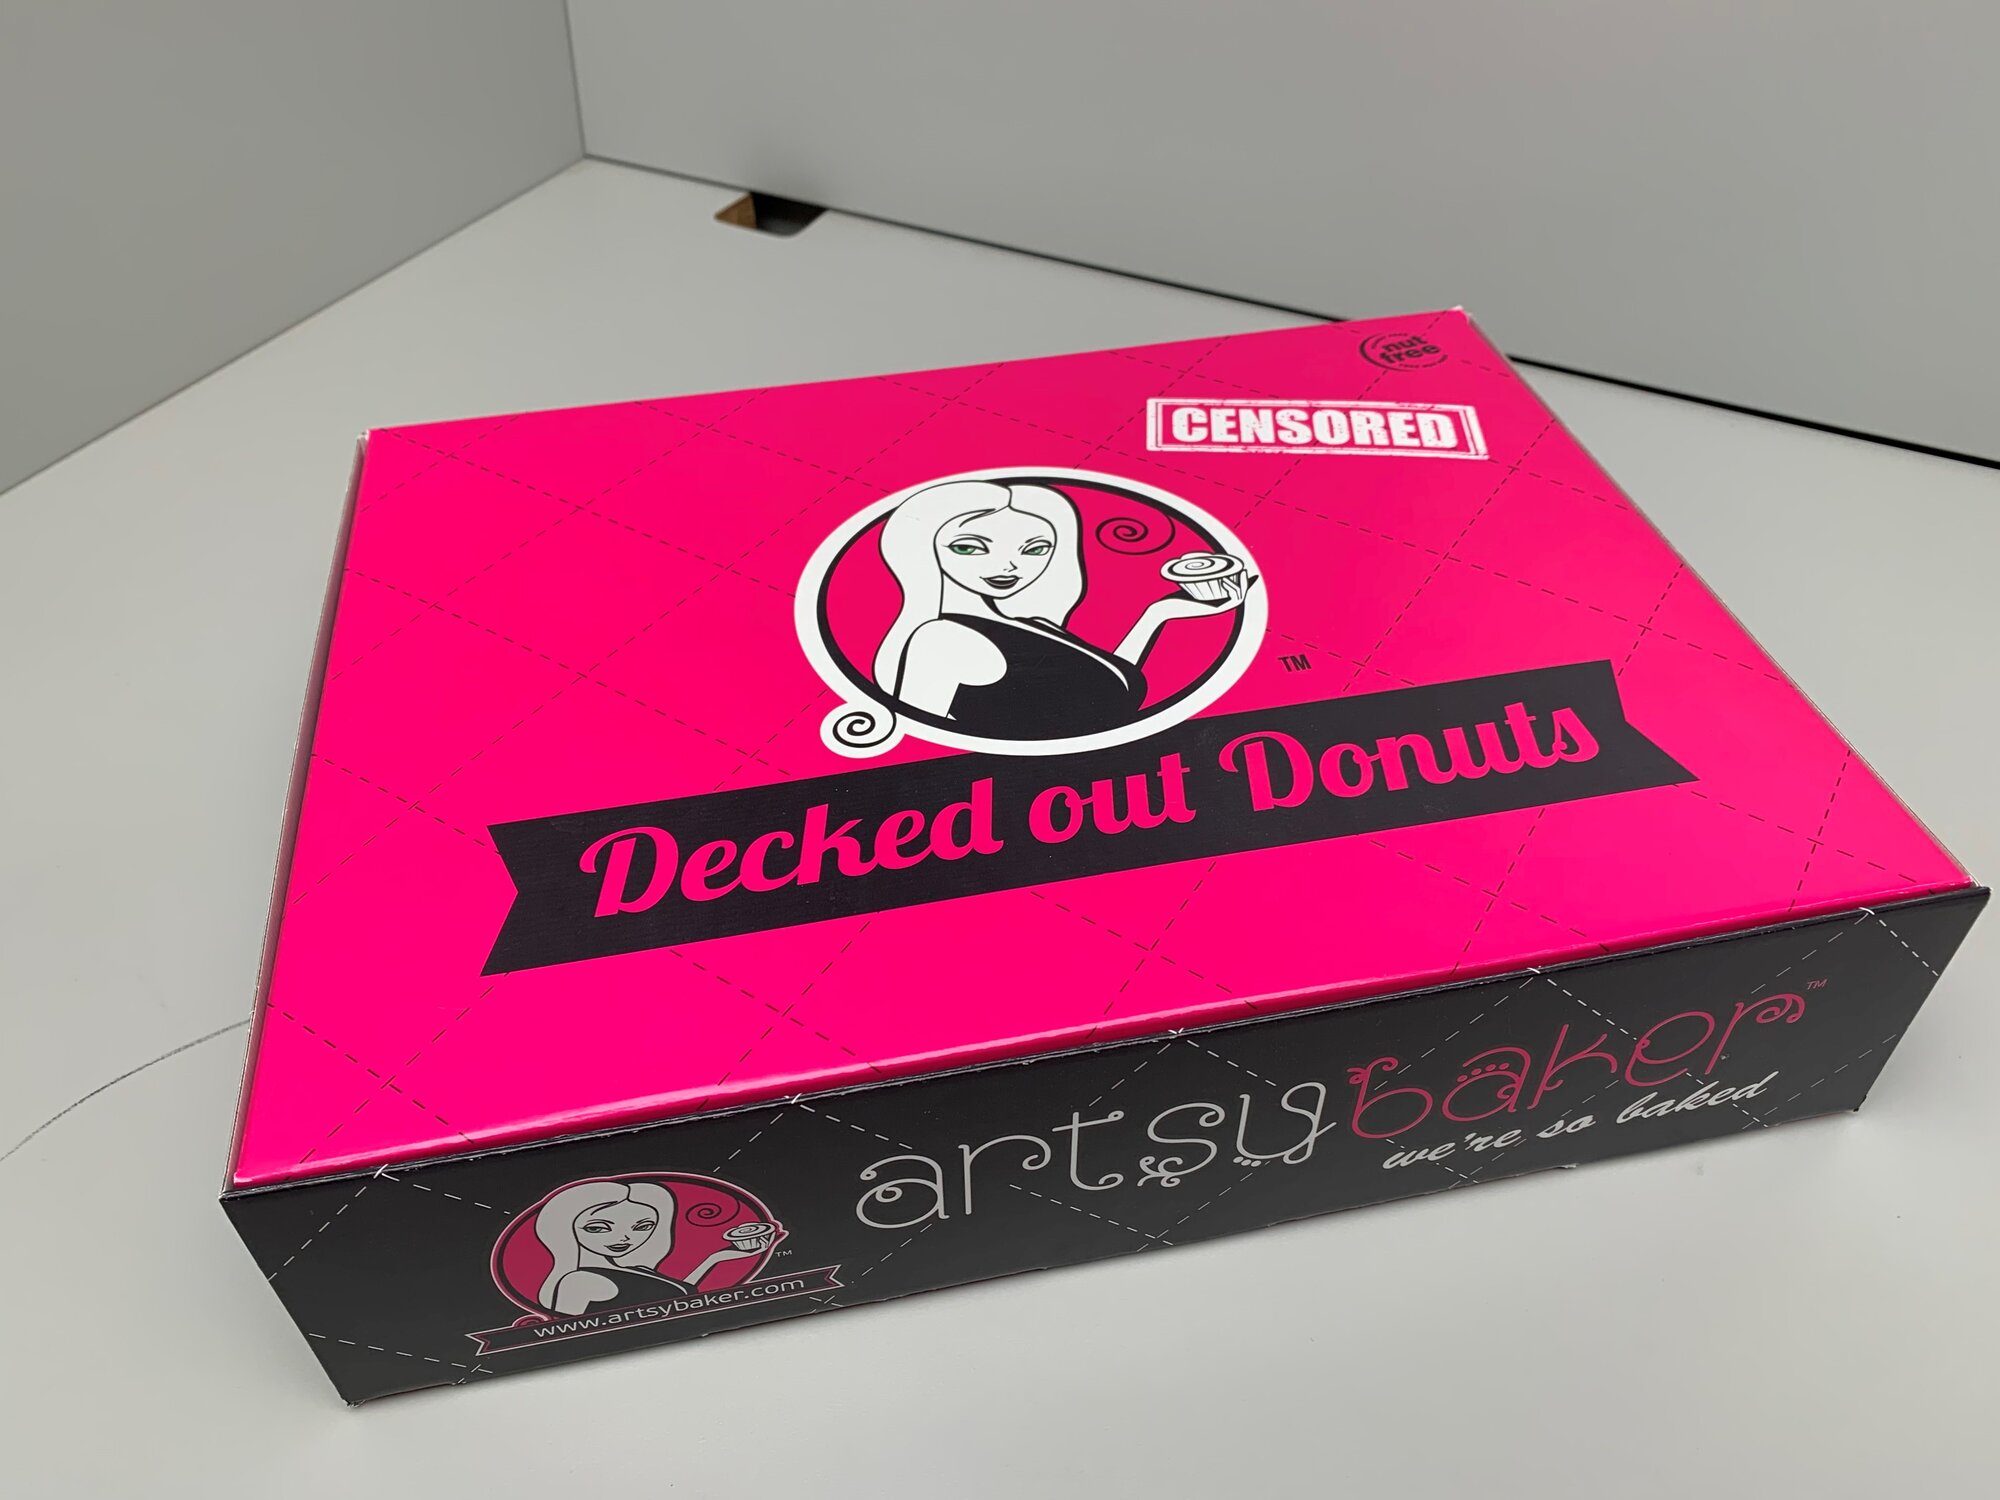 nut
free
CENSORED
TM
Decked out Donuts
artsybaker TM
we're so baked
TM
www.artsybaker.com